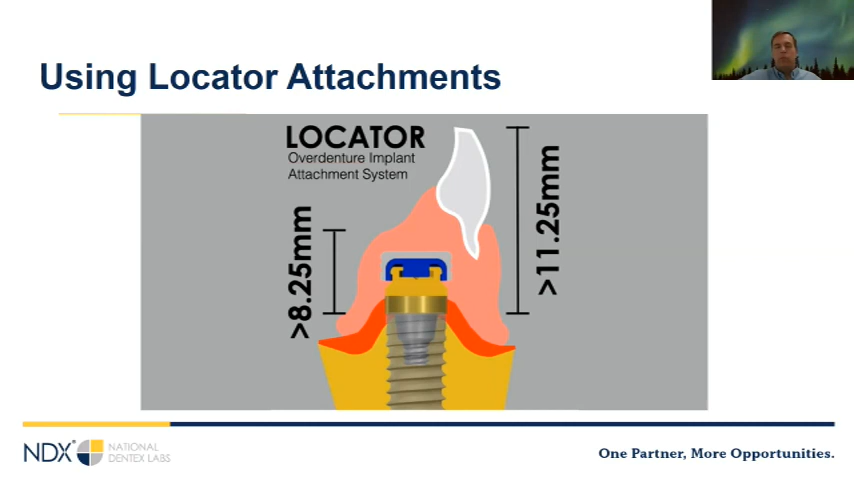 Using Locator Attachments
LOCATOR
Overdenture Implant
Attachment System
>8.25mm
>11.25mm
NDX®
NATIONAL
DENTEX LABS
One Partner, More Opportunities.